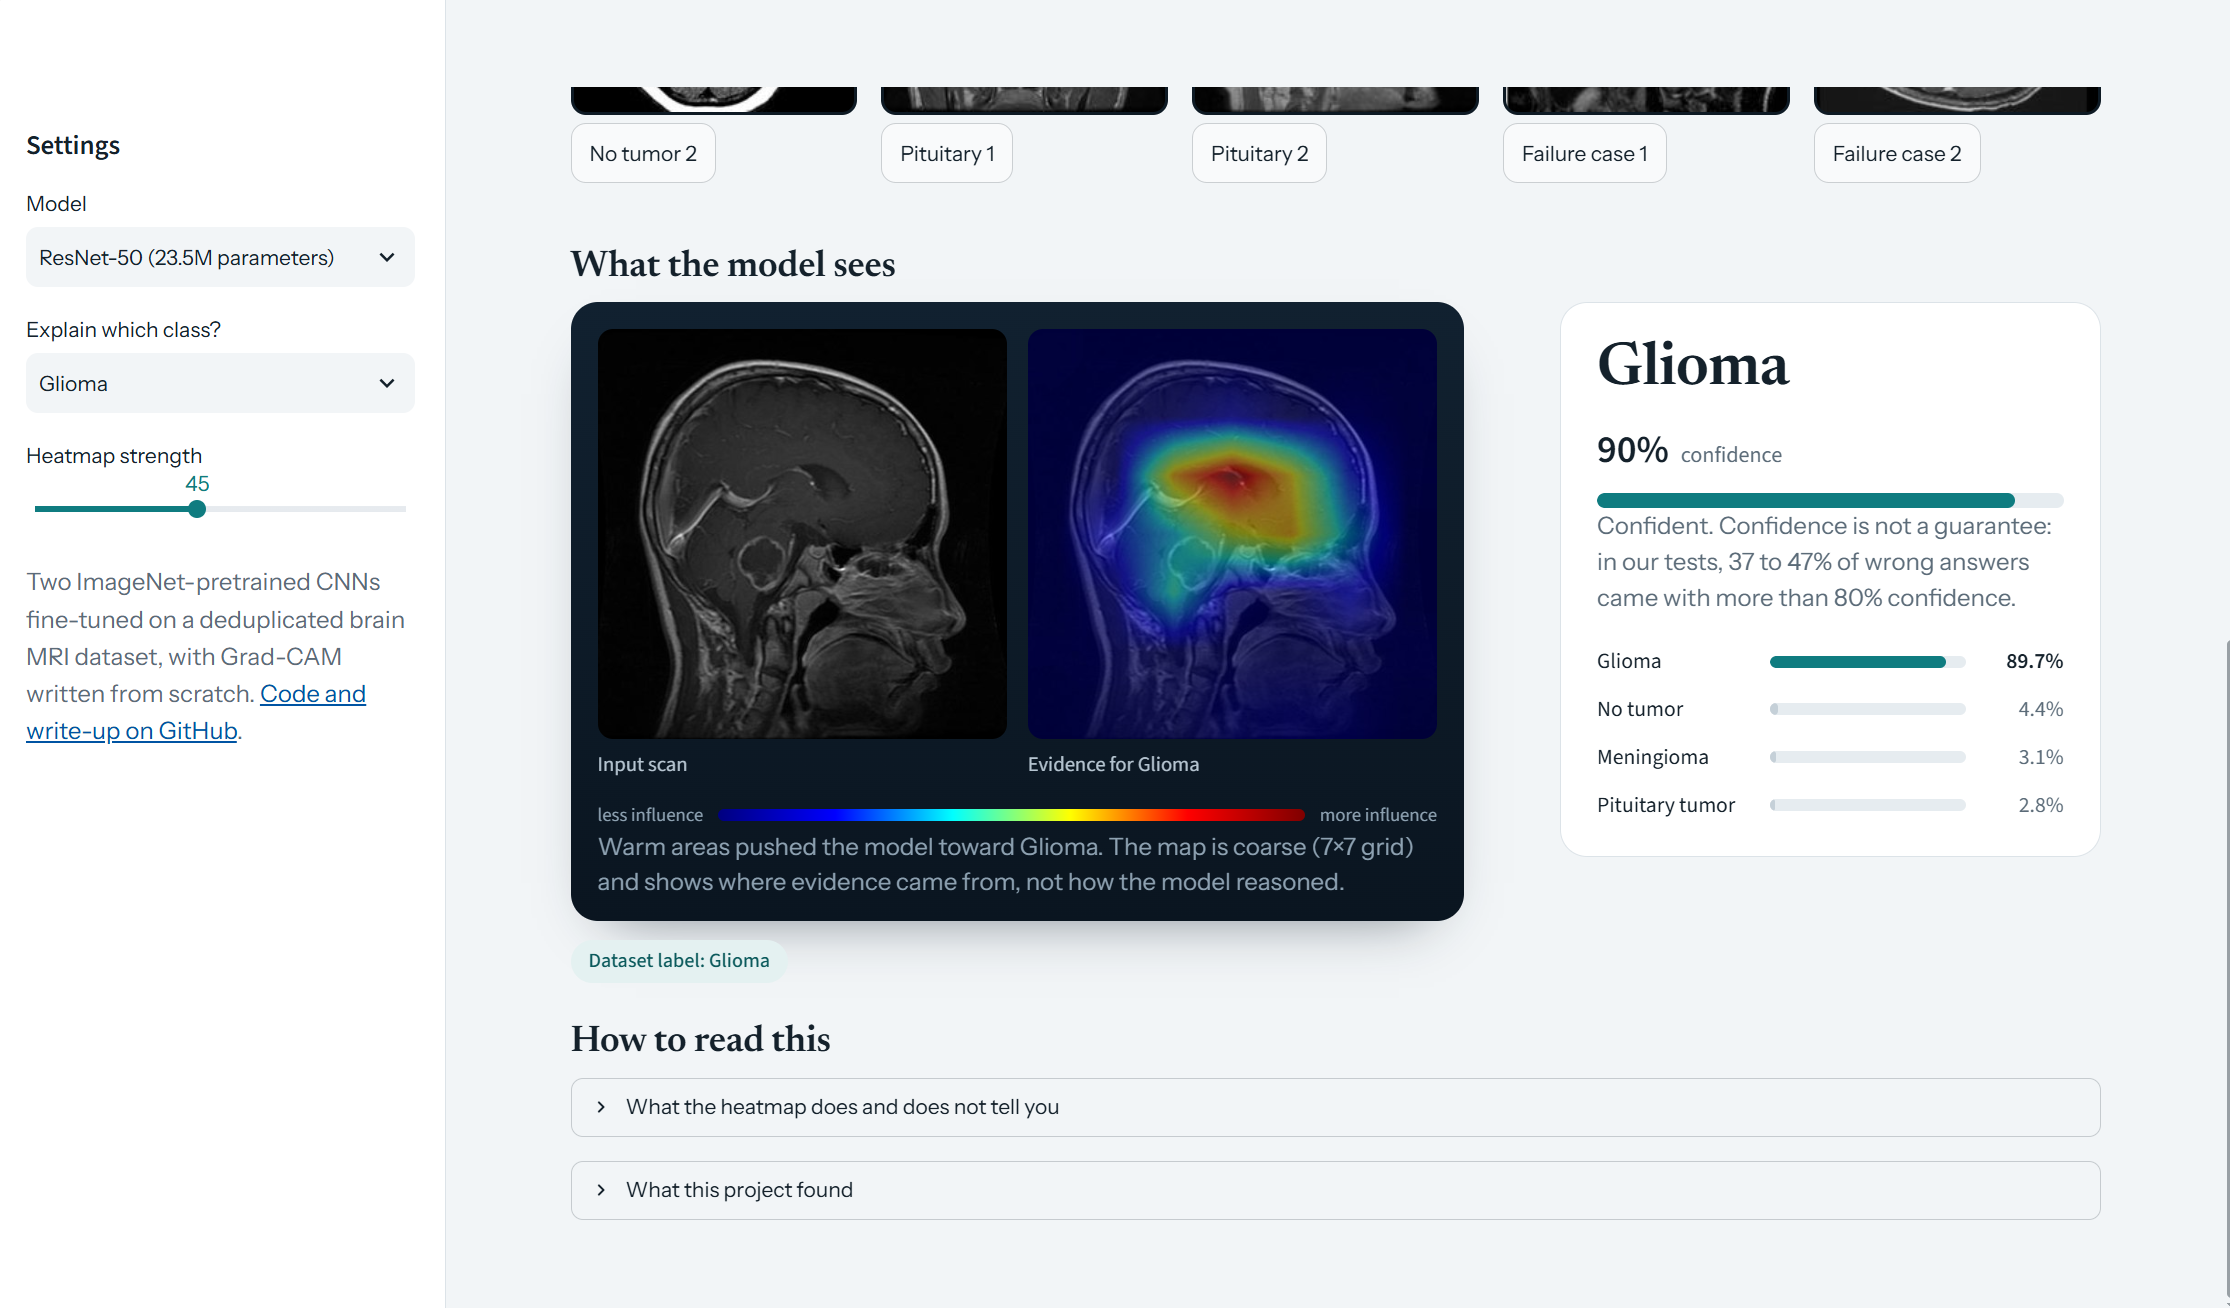 Settings
Model
ResNet-50 (23.5M parameters)
Explain which class?
Glioma
Heatmap strength
45
Two ImageNet-pretrained CNNs
fine-tuned on a deduplicated brain
MRI dataset, with Grad-CAM
written from scratch. Code and
write-up on GitHub.
No tumor 2
Pituitary 1
Pituitary 2
Failure case 1
Failure case 2
What the model sees
Input scan
Evidence for Glioma
less influence
more influence
Warm areas pushed the model toward Glioma. The map is coarse (7×7 grid)
and shows where evidence came from, not how the model reasoned.
Dataset label: Glioma
Glioma
90% confidence
Confident. Confidence is not a guarantee:
in our tests, 37 to 47% of wrong answers
came with more than 80% confidence.
Glioma 89.7%
No tumor 4.4%
Meningioma 3.1%
Pituitary tumor 2.8%
How to read this
What the heatmap does and does not tell you
What this project found